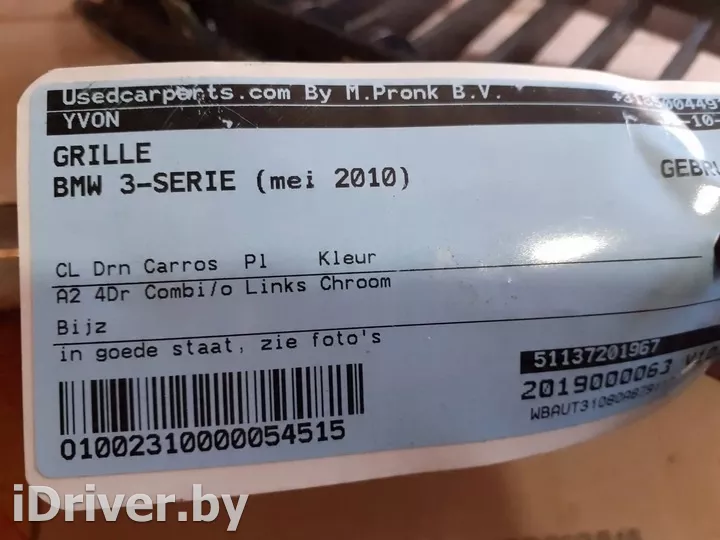 Usedcarparts.com By M.Pronk B.V.
YVON
GRILLE
BMW 3-SERIE (mei 2010)
CL Drn Carros Pl Kleur
A2 4Dr Combi/o Links Chroom
Bijz
in goede staat, zie foto's
51137201967
2019000063
01002310000054515
iDriver.by